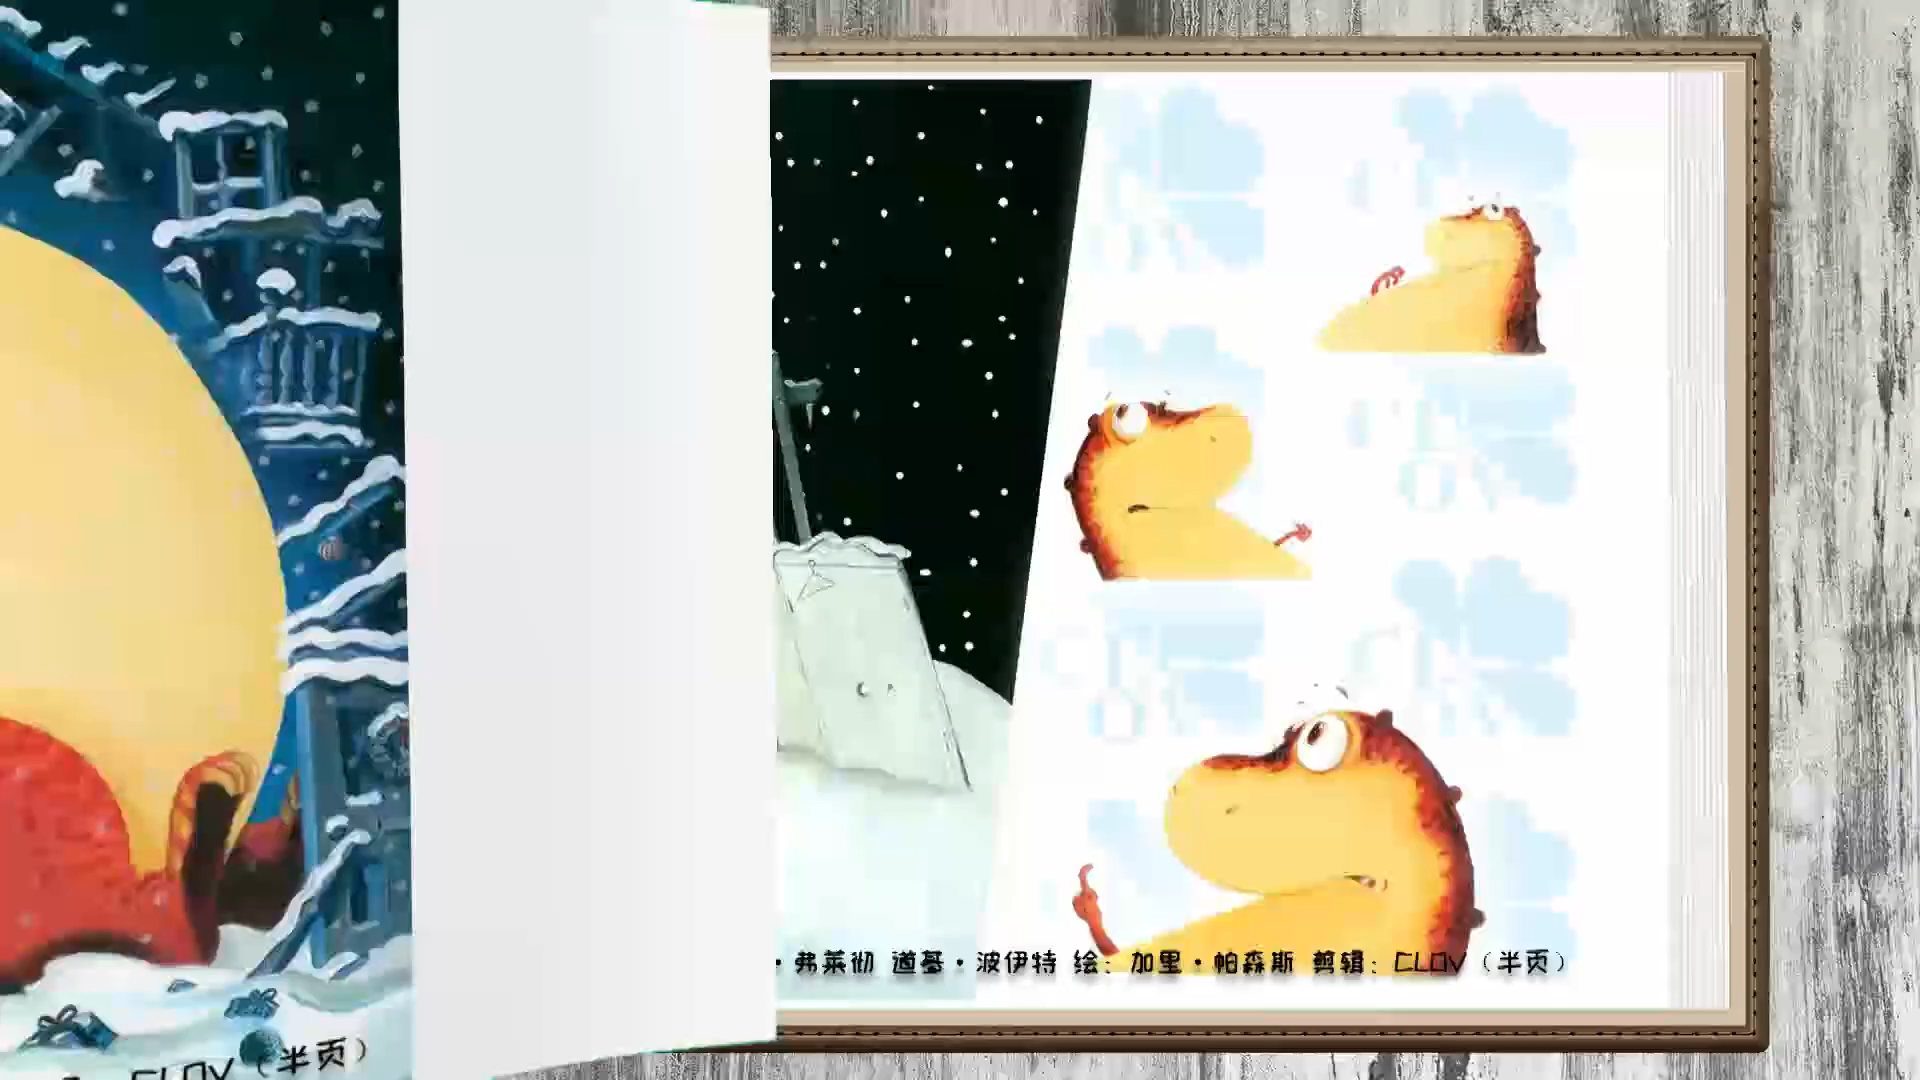 · 弗莱彻 道基 · 波伊特 绘： 加里 · 帕森斯 剪辑： CLOV（半页）
CLOV（半页）